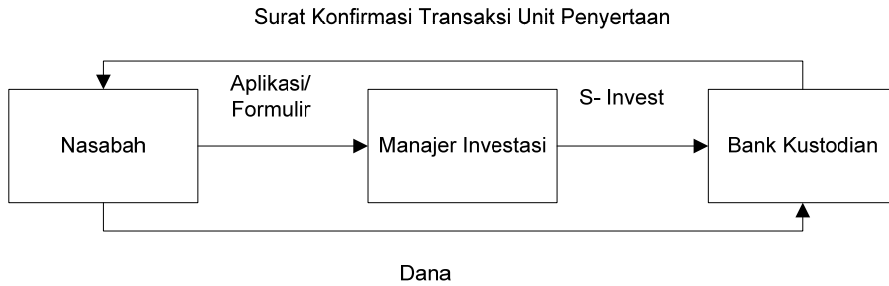 Surat Konfirmasi Transaksi Unit Penyertaan
Aplikasi/
Formulir
S- Invest
Nasabah
Manajer Investasi
Bank Kustodian
Dana